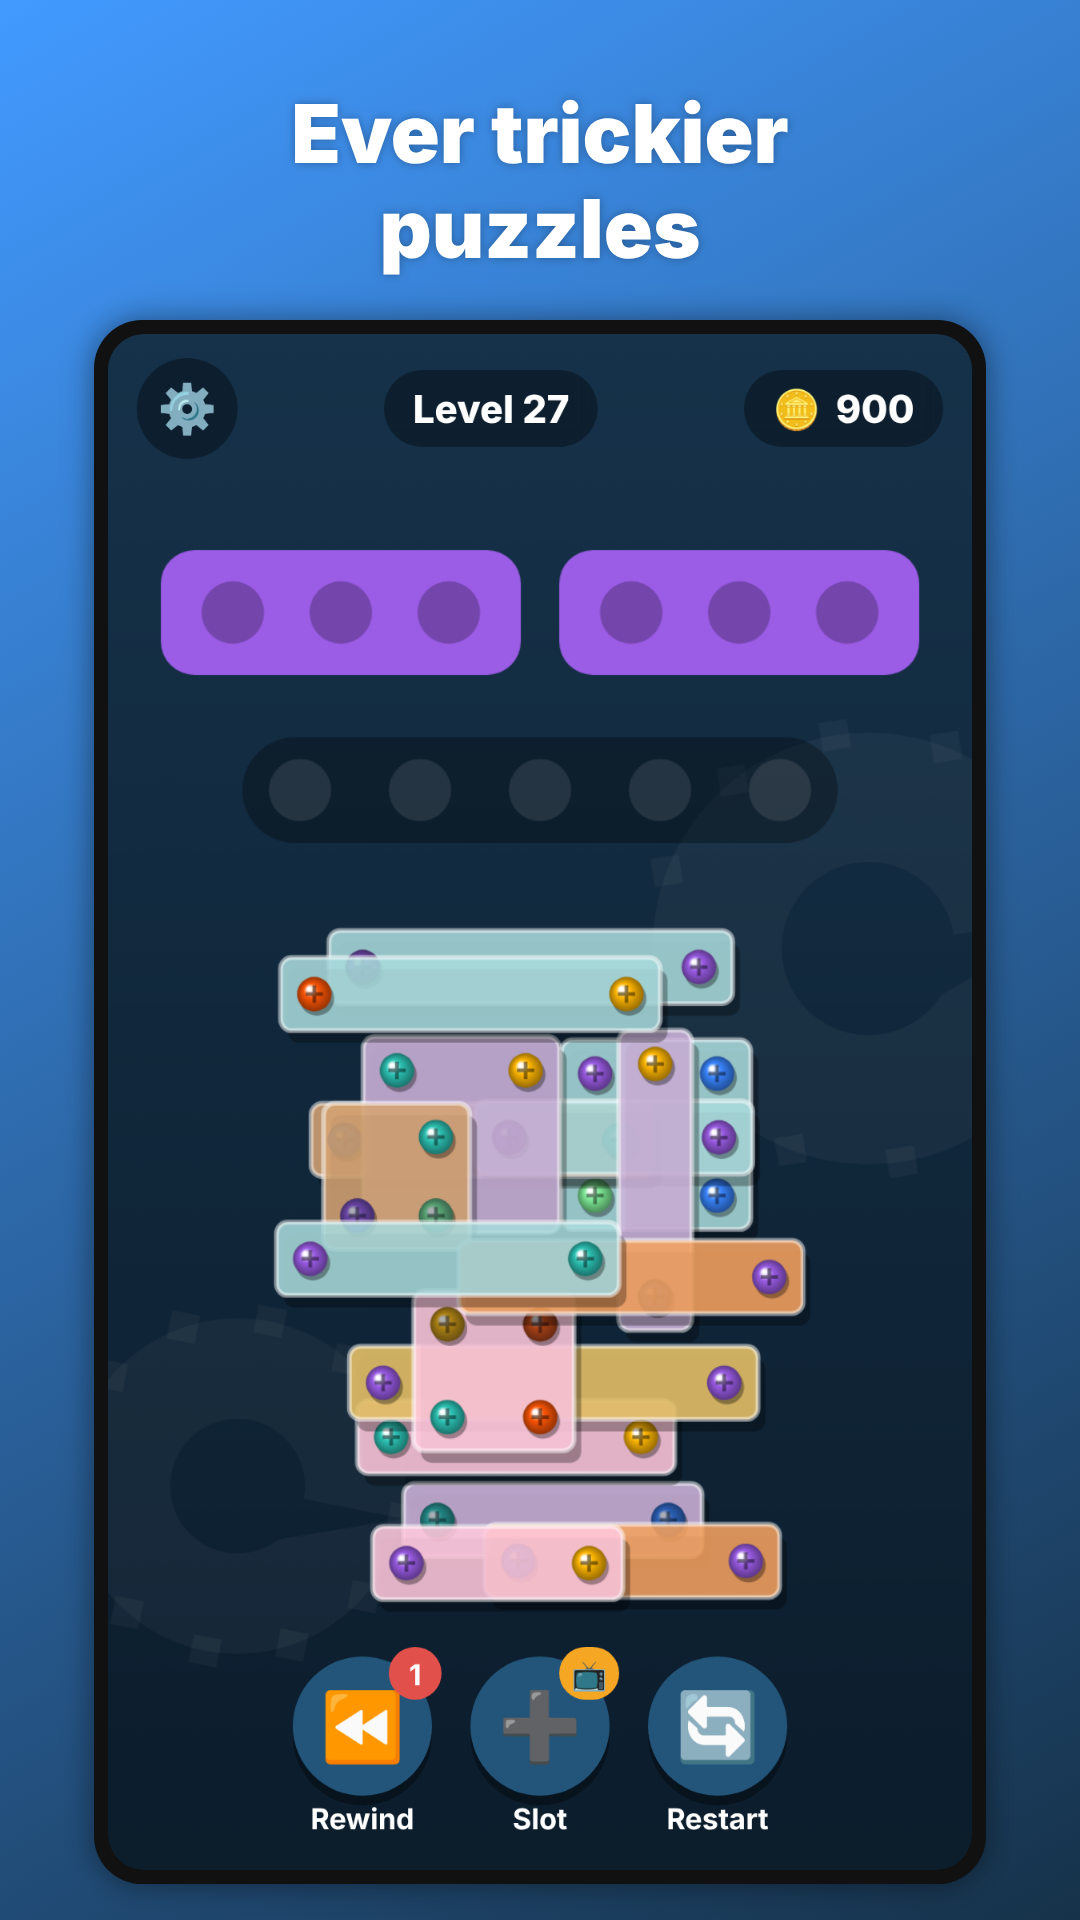 Ever trickier
puzzles
Level 27
900
1
Rewind
Slot
Restart